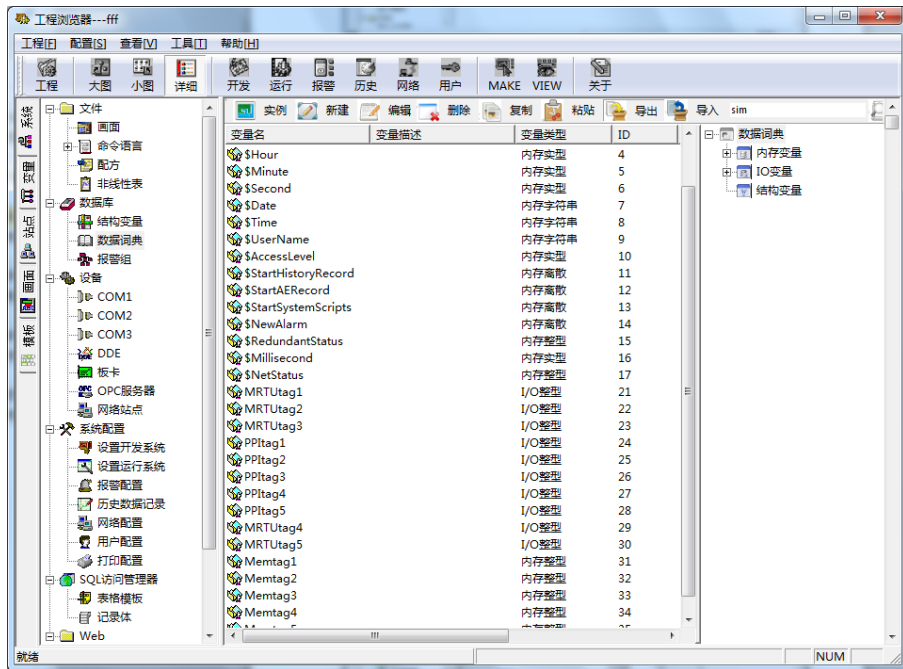 工程浏览器---fff
工程[F] 配置[S] 查看[V] 工具[T] 帮助[H]
工程 大图 小图 详细 开发 运行 报警 历史 网络 用户 MAKE VIEW 关于
系统
变量
站点
画面
模板
文件
画面
命令语言
配方
非线性表
数据库
结构变量
数据词典
报警组
设备
COM1
COM2
COM3
DDE
板卡
OPC服务器
网络站点
系统配置
设置开发系统
设置运行系统
报警配置
历史数据记录
网络配置
用户配置
打印配置
SQL访问管理器
表格模板
记录体
Web
实例 新建 编辑 删除 复制 粘贴 导出 导入 sim
变量名 变量描述 变量类型 ID
$Hour 内存实型 4
$Minute 内存实型 5
$Second 内存实型 6
$Date 内存字符串 7
$Time 内存字符串 8
$UserName 内存字符串 9
$AccessLevel 内存实型 10
$StartHistoryRecord 内存离散 11
$StartAERecord 内存离散 12
$StartSystemScripts 内存离散 13
$NewAlarm 内存离散 14
$RedundantStatus 内存整型 15
$Millisecond 内存实型 16
$NetStatus 内存整型 17
MRTUtag1 I/O整型 21
MRTUtag2 I/O整型 22
MRTUtag3 I/O整型 23
PPItag1 I/O整型 24
PPItag2 I/O整型 25
PPItag3 I/O整型 26
PPItag4 I/O整型 27
PPItag5 I/O整型 28
MRTUtag4 I/O整型 29
MRTUtag5 I/O整型 30
Memtag1 内存整型 31
Memtag2 内存整型 32
Memtag3 内存整型 33
Memtag4 内存整型 34
数据词典
内存变量
IO变量
结构变量
就绪 NUM